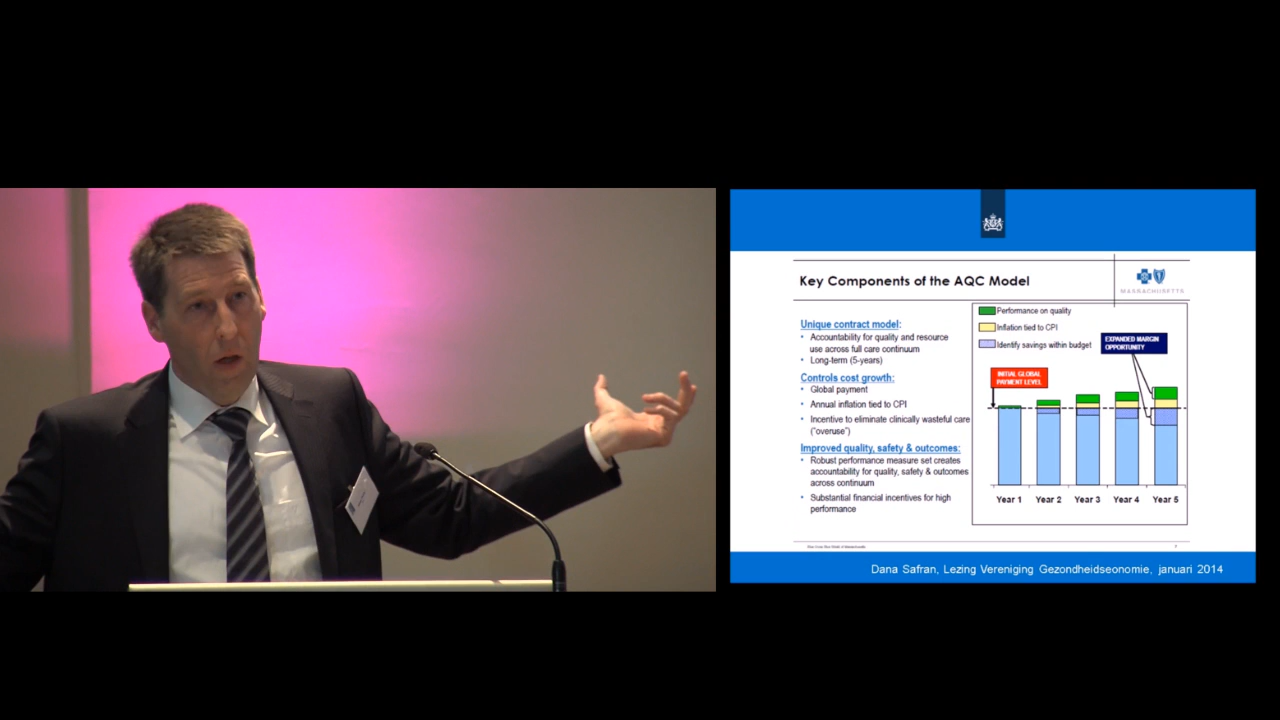 Key Components of the AQC Model
MASSACHUSETTS
Unique contract model:
• Accountability for quality and resource
use across full care continuum
• Long-term (5-years)
Controls cost growth:
• Global payment
• Annual inflation tied to CPI
• Incentive to eliminate clinically wasteful care
("overuse")
Improved quality, safety & outcomes:
• Robust performance measure set creates
accountability for quality, safety & outcomes
across continuum
• Substantial financial incentives for high
performance
Performance on quality
Inflation tied to CPI
Identify savings within budget
EXPANDED MARGIN
OPPORTUNITY
INITIAL GLOBAL
PAYMENT LEVEL
Year 1 Year 2 Year 3 Year 4 Year 5
Dana Safran, Lezing Vereniging Gezondheidseonomie, januari 2014